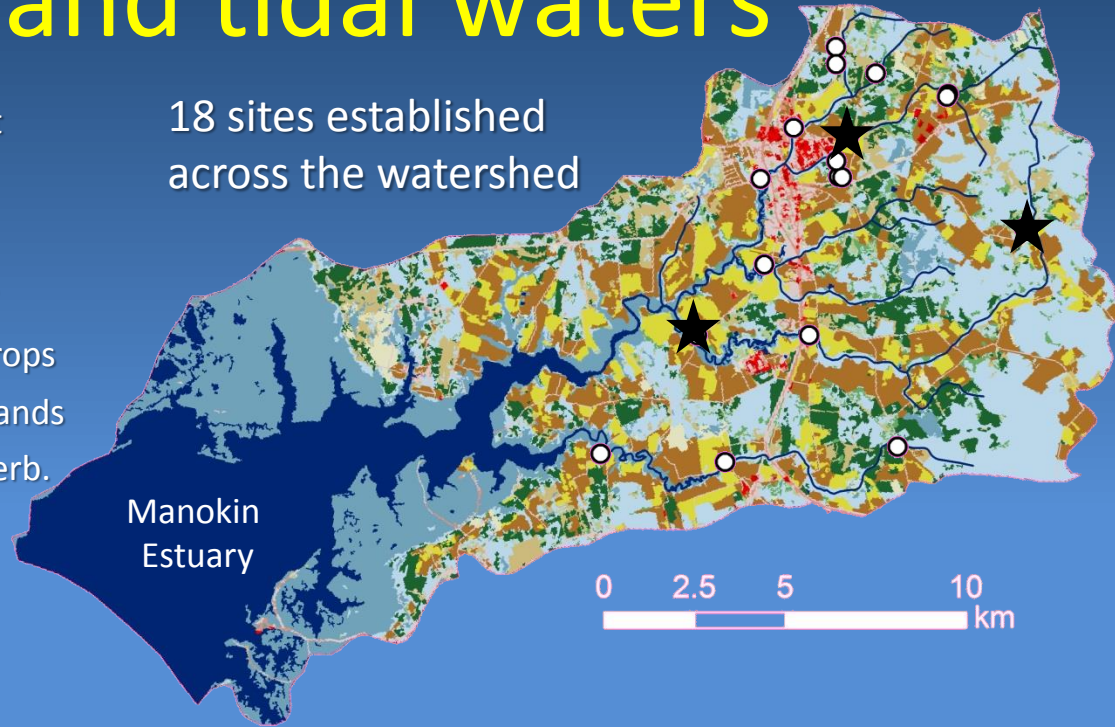 and tidal waters
18 sites established
across the watershed
rops
ands
erb.
Manokin
Estuary
0 2.5 5 10
km